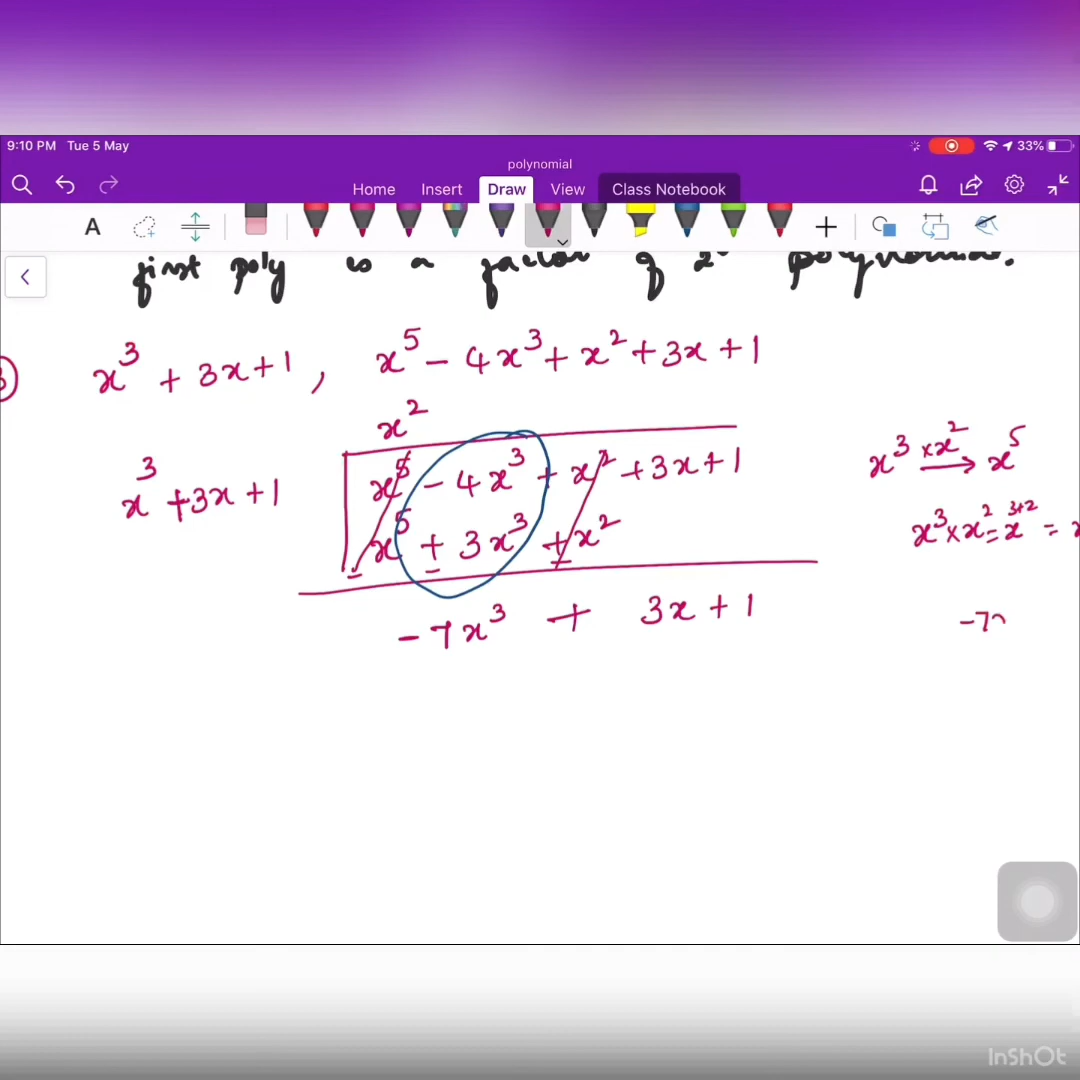 9:10 PM Tue 5 May
33%
polynomial
Home Insert Draw View Class Notebook
A
first poly is a factor of 2ⁿ polynomial.
x³ + 3x + 1 , x⁵ - 4x³ + x² + 3x + 1
x²
x³ + 3x + 1
x⁵ - 4x³ + x² + 3x + 1
x⁵ + 3x³ + x²
- - -
-7x³ + 3x + 1
x³ ×x² → x⁵
x³ × x² = x³⁺² =
-7
InShOt